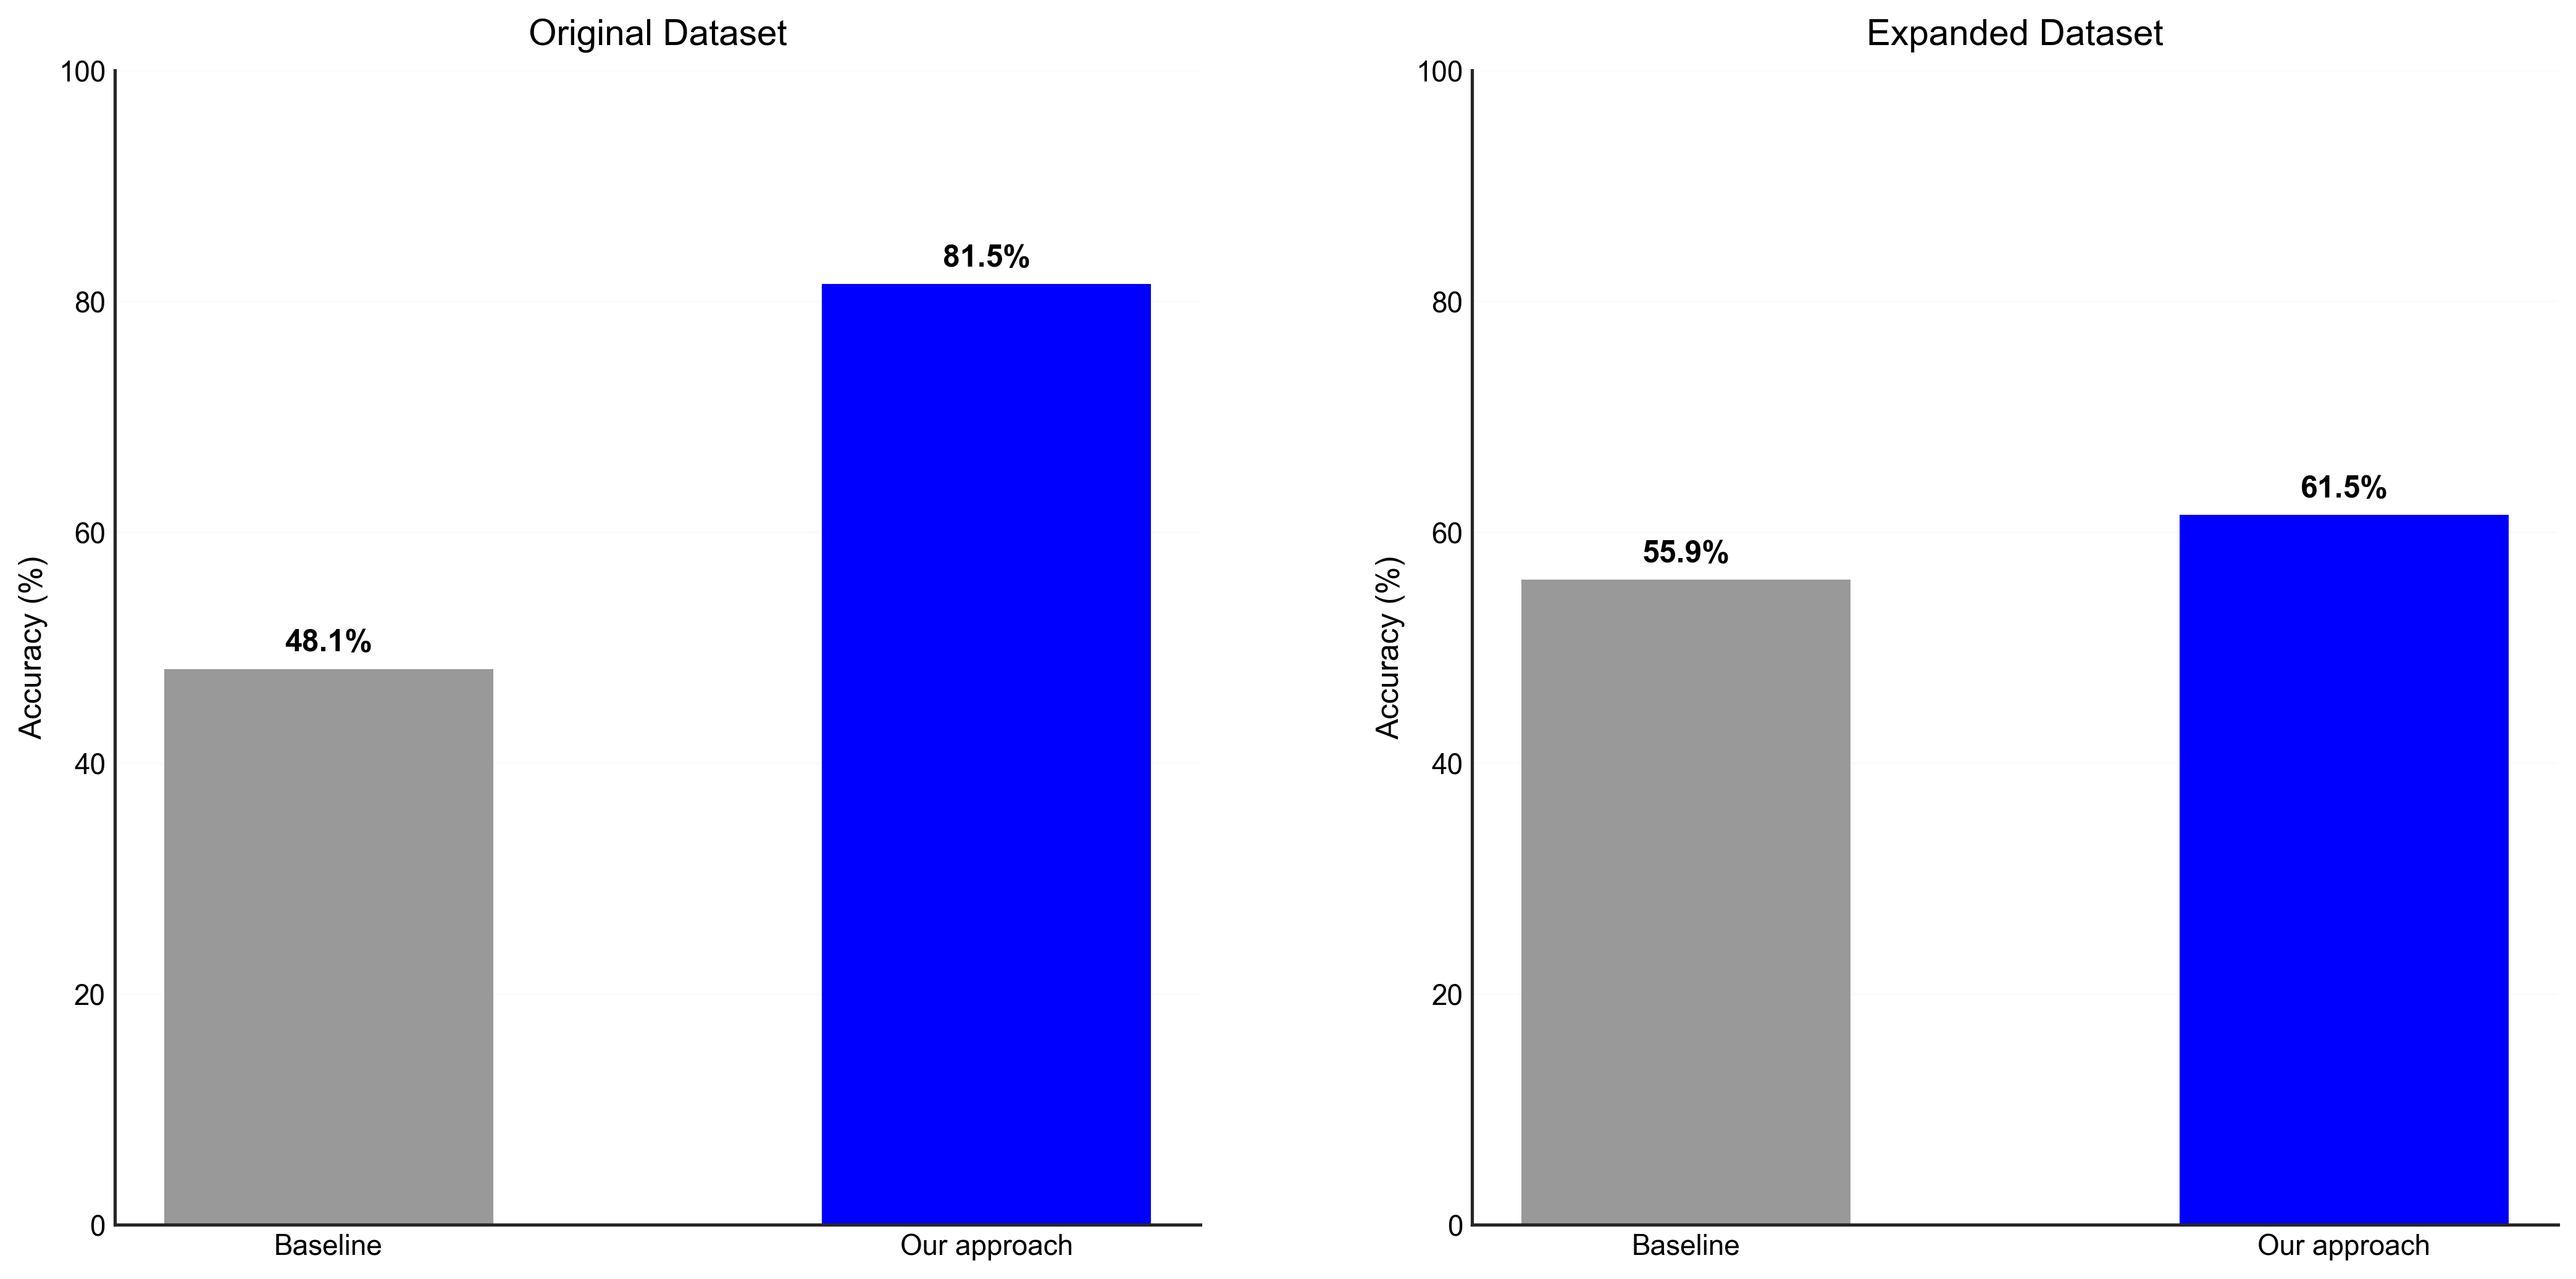 Original Dataset
Accuracy (%)
100
80
60
40
20
0
48.1%
81.5%
Baseline
Our approach
Expanded Dataset
Accuracy (%)
100
80
60
40
20
0
55.9%
61.5%
Baseline
Our approach